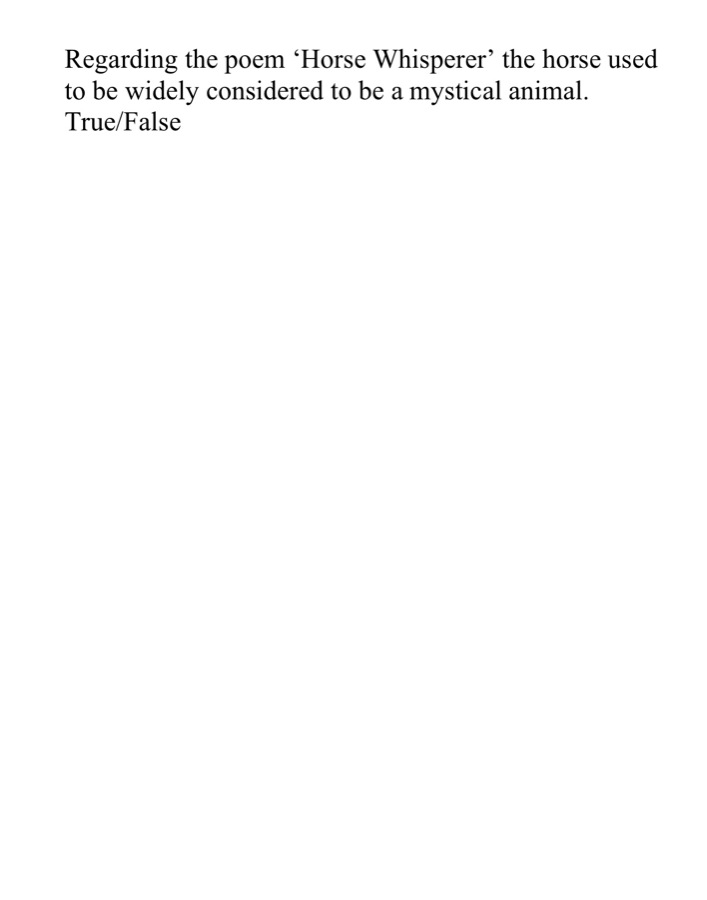 Regarding the poem ‘Horse Whisperer’ the horse used
to be widely considered to be a mystical animal.
True/False